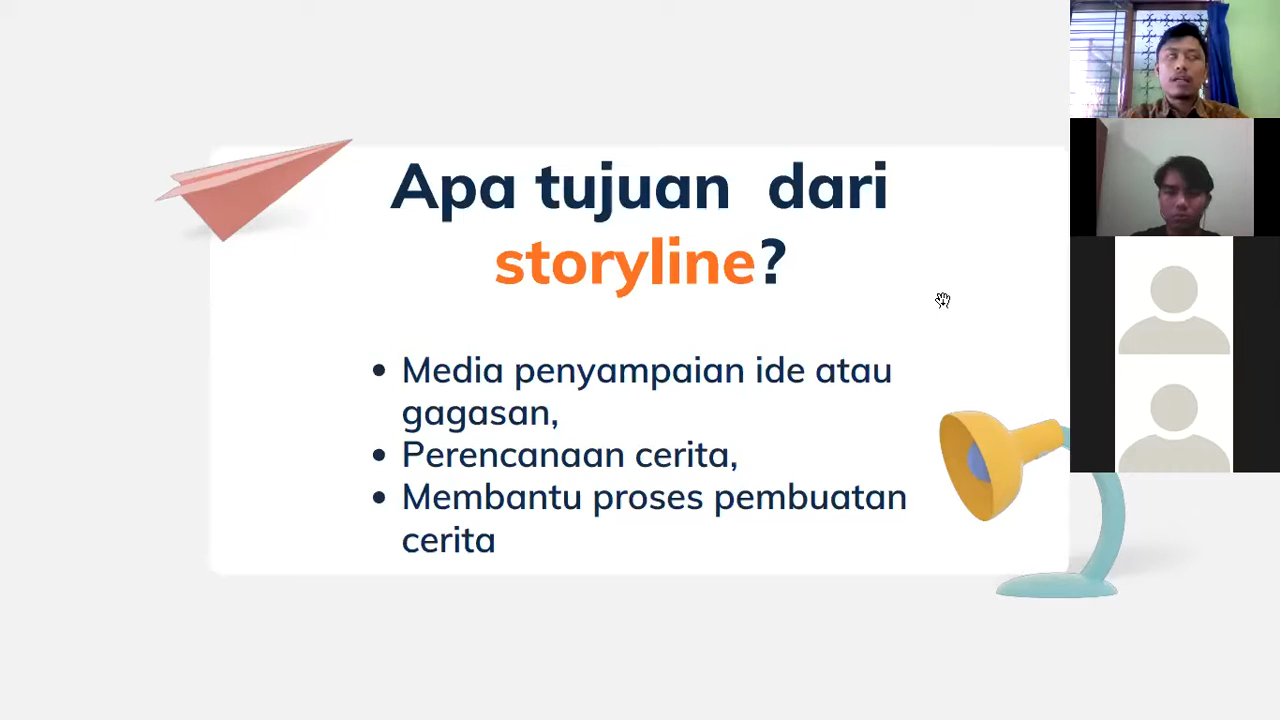 Apa tujuan dari
storyline?
Media penyampaian ide atau
gagasan,
Perencanaan cerita,
Membantu proses pembuatan
cerita